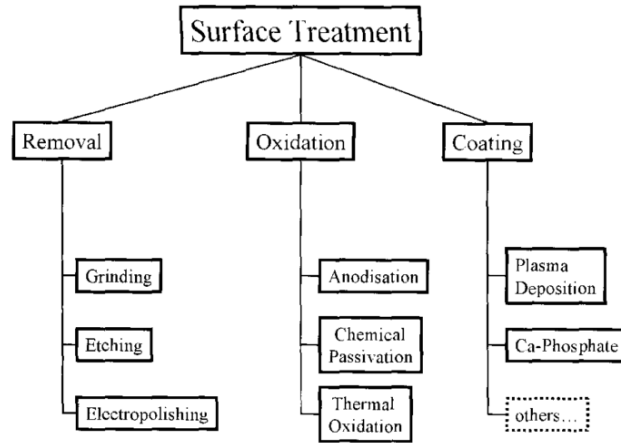 Surface Treatment
Removal
Oxidation
Coating
Grinding
Etching
Electropolishing
Anodisation
Chemical
Passivation
Thermal
Oxidation
Plasma
Deposition
Ca-Phosphate
others...